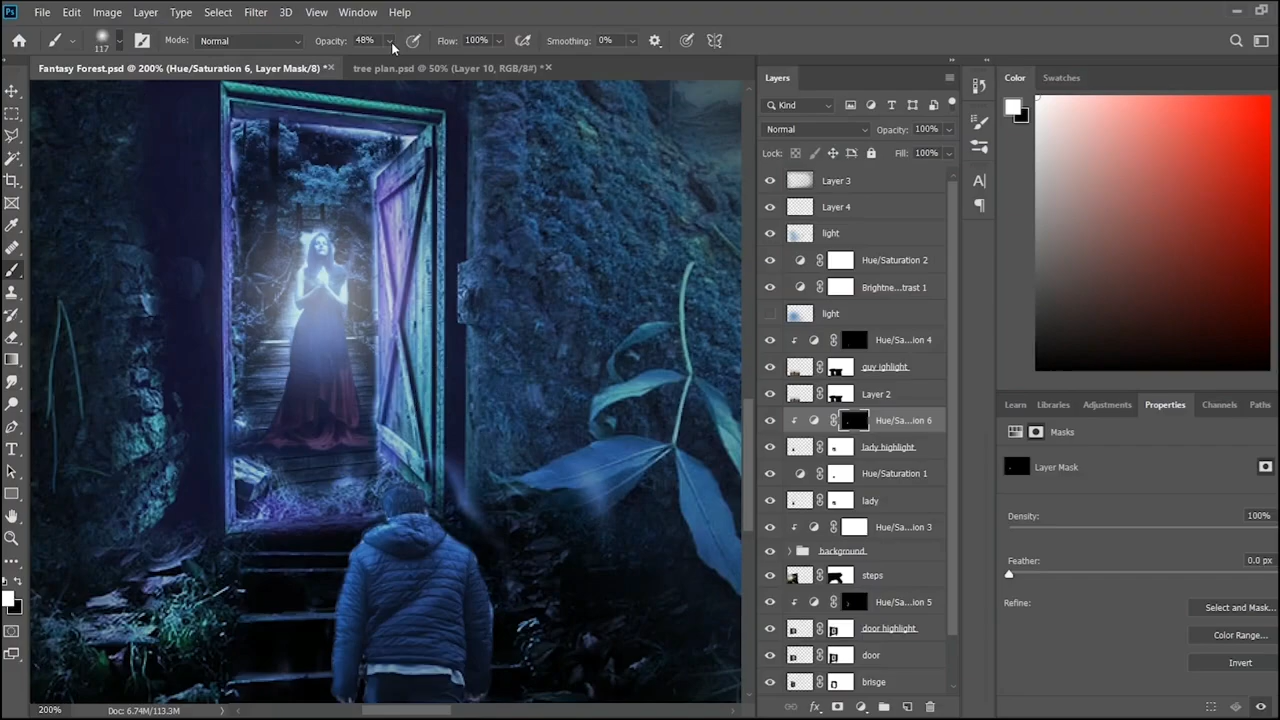 Ps File Edit Image Layer Type Select Filter 3D View Window Help
117 Mode: Normal Opacity: 48% Flow: 100% Smoothing: 0%
Fantasy Forest.psd @ 200% (Hue/Saturation 6, Layer Mask/8) * × tree plan.psd @ 50% (Layer 10, RGB/8#) * ×
Layers
Kind
Normal Opacity: 100%
Lock: Fill: 100%
Layer 3
Layer 4
light
Hue/Saturation 2
Brightne...trast 1
light
Hue/Sa...ion 4
guy ighlight
Layer 2
Hue/Sa...ion 6
lady highlight
Hue/Saturation 1
lady
Hue/Sa...ion 3
background
steps
Hue/Sa...ion 5
door highlight
door
brisge
fx
Color Swatches
Learn Libraries Adjustments Properties Channels Paths
Masks
Layer Mask
Density: 100%
Feather: 0.0 px
Refine: Select and Mask...
Color Range...
Invert
200% Doc: 6.74M/113.3M